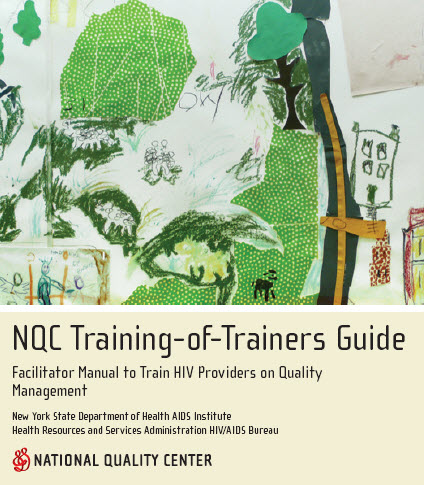 NQC Training-of-Trainers Guide
Facilitator Manual to Train HIV Providers on Quality
Management
New York State Department of Health AIDS Institute
Health Resources and Services Administration HIV/AIDS Bureau
NATIONAL QUALITY CENTER